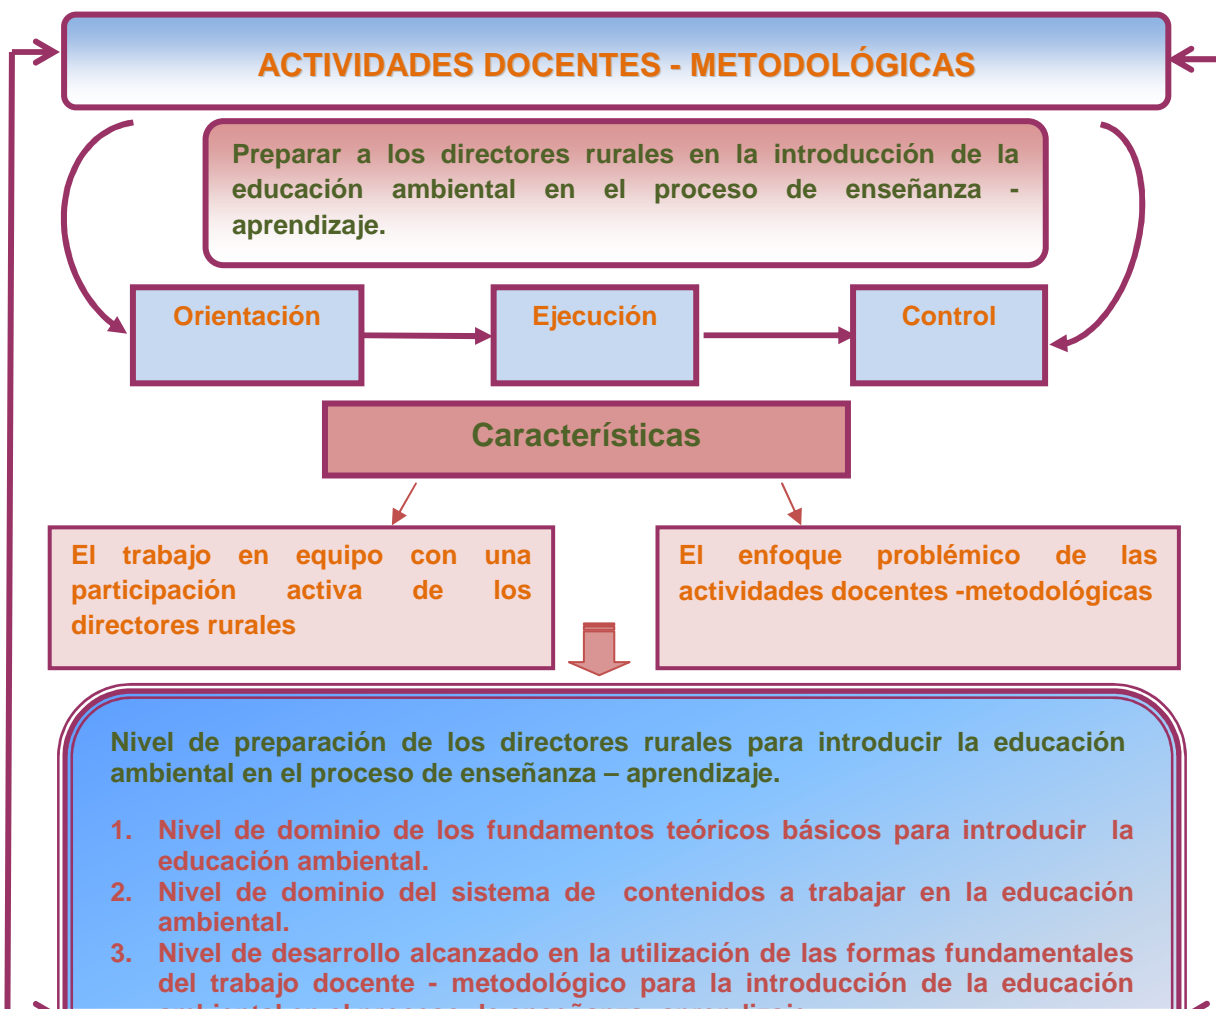 ACTIVIDADES DOCENTES - METODOLÓGICAS
Preparar a los directores rurales en la introducción de la
educación ambiental en el proceso de enseñanza -
aprendizaje.
Orientación
Ejecución
Control
Características
El trabajo en equipo con una
participación activa de los
directores rurales
El enfoque problémico de las
actividades docentes -metodológicas
Nivel de preparación de los directores rurales para introducir la educación
ambiental en el proceso de enseñanza – aprendizaje.
1. Nivel de dominio de los fundamentos teóricos básicos para introducir la
educación ambiental.
2. Nivel de dominio del sistema de contenidos a trabajar en la educación
ambiental.
3. Nivel de desarrollo alcanzado en la utilización de las formas fundamentales
del trabajo docente - metodológico para la introducción de la educación